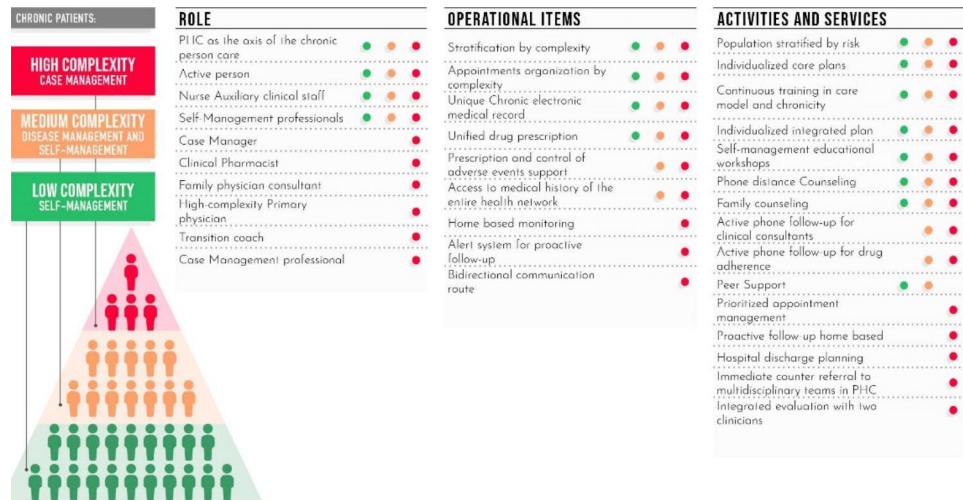 CHRONIC PATIENTS:
HIGH COMPLEXITY
CASE MANAGEMENT
MEDIUM COMPLEXITY
DISEASE MANAGEMENT AND
SELF-MANAGEMENT
LOW COMPLEXITY
SELF-MANAGEMENT
ROLE
PHC as the axis of the chronic
person care
Active person
Nurse Auxiliary clinical staff
Self-Management professionals
Case Manager
Clinical Pharmacist
Family physician consultant
High-complexity Primary
physician
Transition coach
Case Management professional
OPERATIONAL ITEMS
Stratification by complexity
Appointments organization by
complexity
Unique Chronic electronic
medical record
Unified drug prescription
Prescription and control of
adverse events support
Access to medical history of the
entire health network
Home based monitoring
Alert system for proactive
follow-up
Bidirectional communication
route
ACTIVITIES AND SERVICES
Population stratified by risk
Individualized care plans
Continuous training in care
model and chronicity
Individualized integrated plan
Self-management educational
workshops
Phone distance Counseling
Family counseling
Active phone follow-up for
clinical consultants
Active phone follow-up for drug
adherence
Peer Support
Prioritized appointment
management
Proactive follow-up home based
Hospital discharge planning
Immediate counter referral to
multidisciplinary teams in PHC
Integrated evaluation with two
clinicians